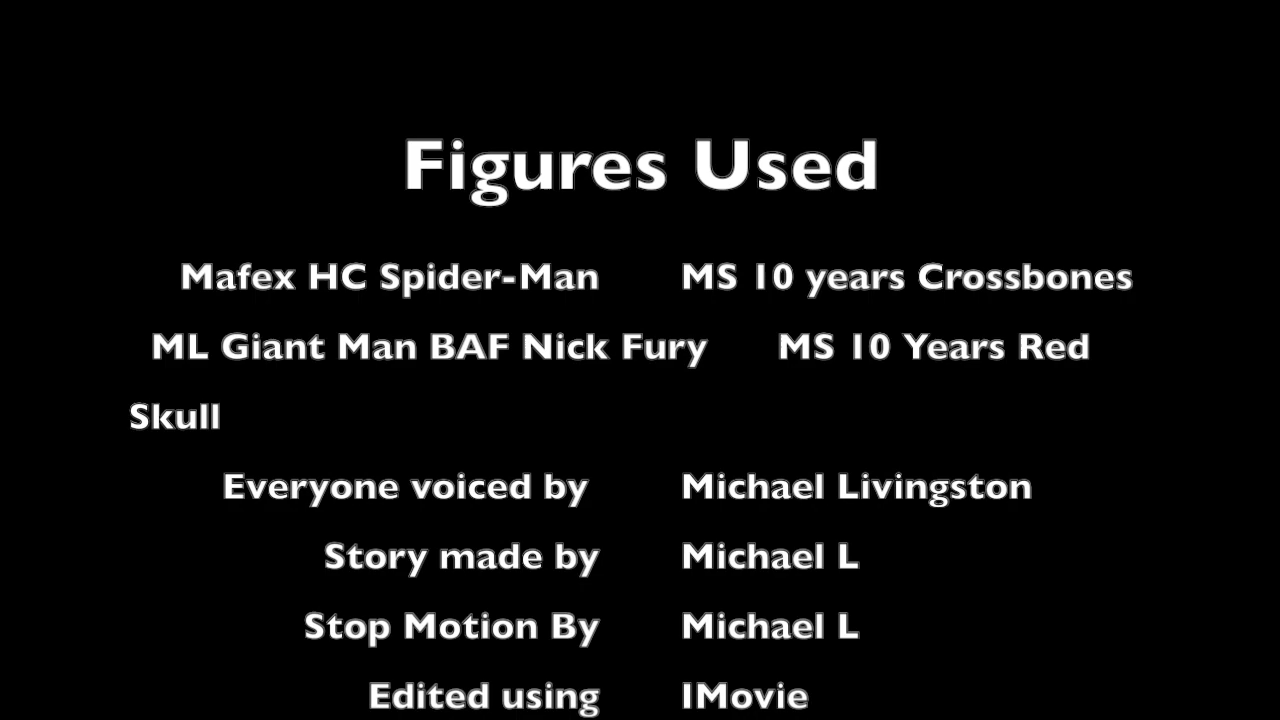 Figures Used
Mafex HC Spider-Man MS 10 years Crossbones
ML Giant Man BAF Nick Fury MS 10 Years Red
Skull
Everyone voiced by Michael Livingston
Story made by Michael L
Stop Motion By Michael L
Edited using IMovie